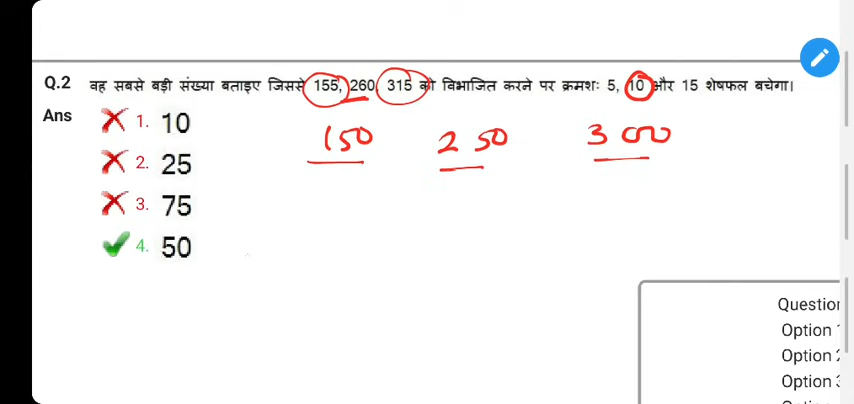 Q.2 वह सबसे बड़ी संख्या बताइए जिससे 155, 260, 315 को विभाजित करने पर क्रमशः 5, 10 और 15 शेषफल बचेगा।
Ans 1. 10
2. 25
3. 75
4. 50
150 250 300
Question
Option
Option
Option